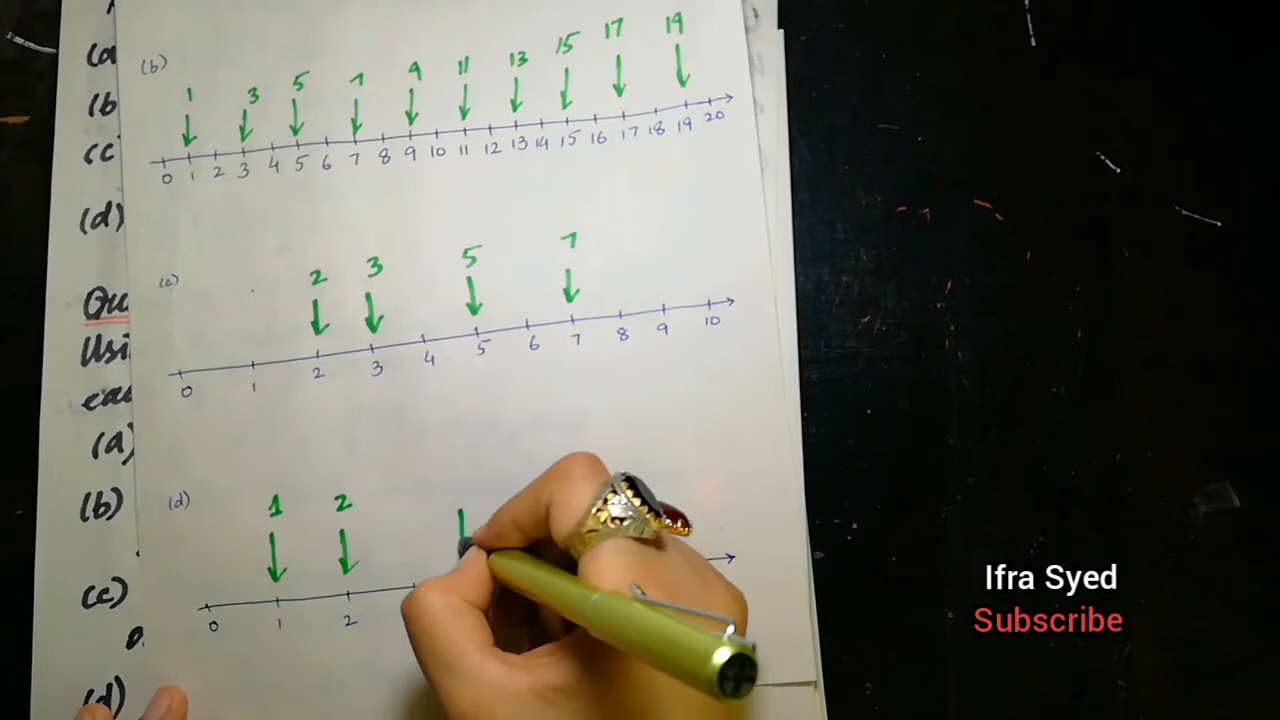 (a
(b
(c
(d)
Qu
Usi
ea
(a)
(b)
(c)
(d)
(b)
1 3 5 7 9 11 13 15 17 19
0 1 2 3 4 5 6 7 8 9 10 11 12 13 14 15 16 17 18 19 20
(c)
2 3 5 7
0 1 2 3 4 5 6 7 8 9 10
(d)
1 2
0 1 2
Ifra Syed
Subscribe